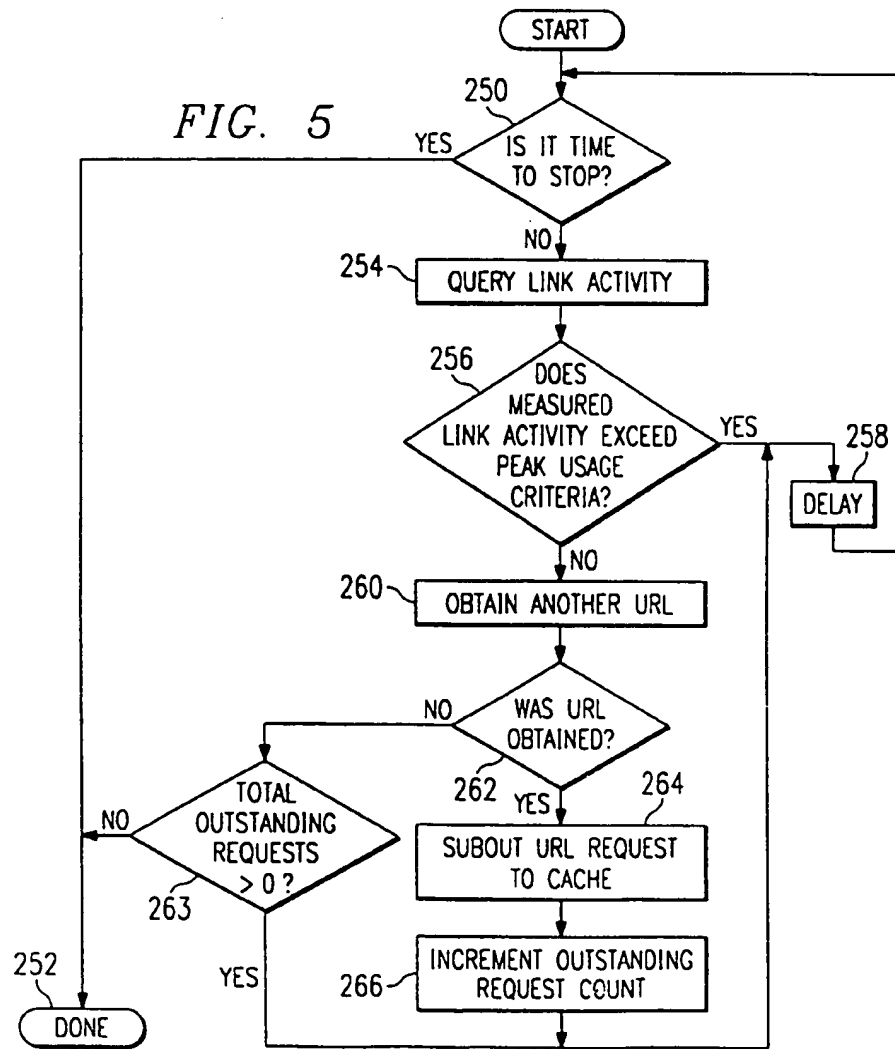 START
FIG. 5
250
YES
IS IT TIME
TO STOP?
NO
254
QUERY LINK ACTIVITY
256
DOES
MEASURED
LINK ACTIVITY EXCEED
PEAK USAGE
CRITERIA?
YES
258
DELAY
NO
260
OBTAIN ANOTHER URL
NO
WAS URL
OBTAINED?
262
YES
264
TOTAL
OUTSTANDING
REQUESTS
> 0?
NO
263
SUBOUT URL REQUEST
TO CACHE
YES
266
INCREMENT OUTSTANDING
REQUEST COUNT
252
DONE